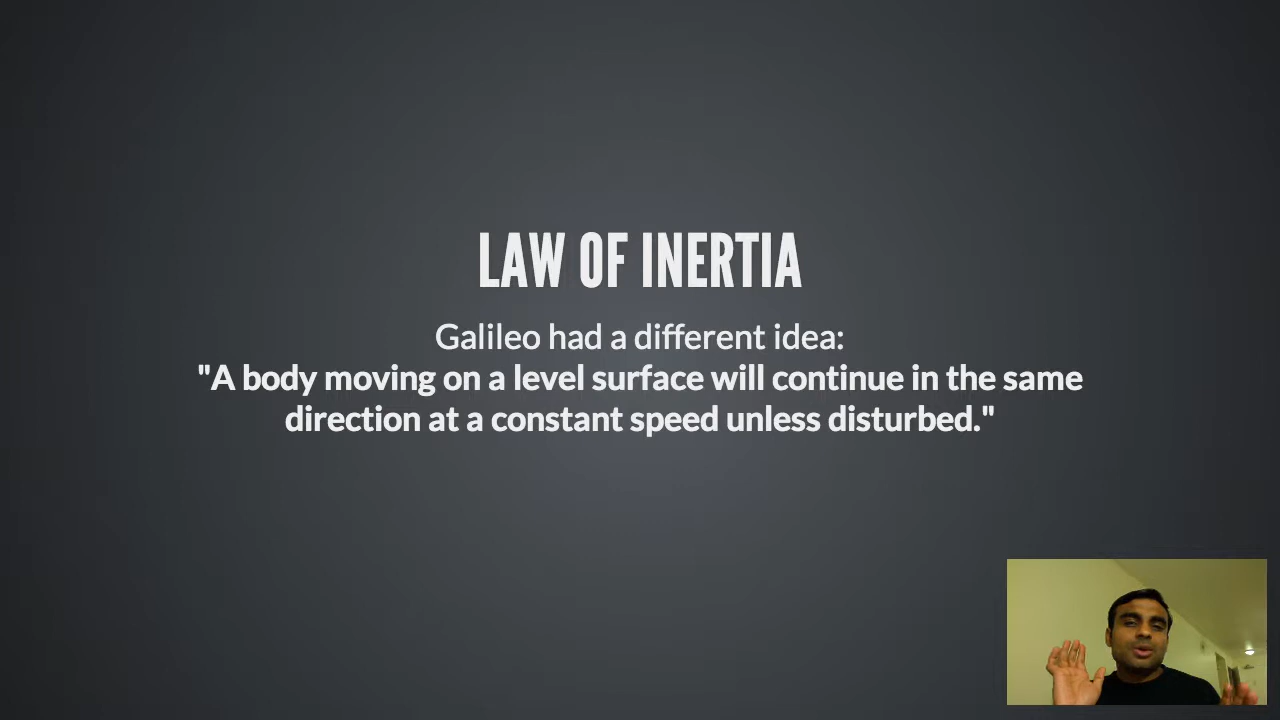 LAW OF INERTIA
Galileo had a different idea:
"A body moving on a level surface will continue in the same
direction at a constant speed unless disturbed."